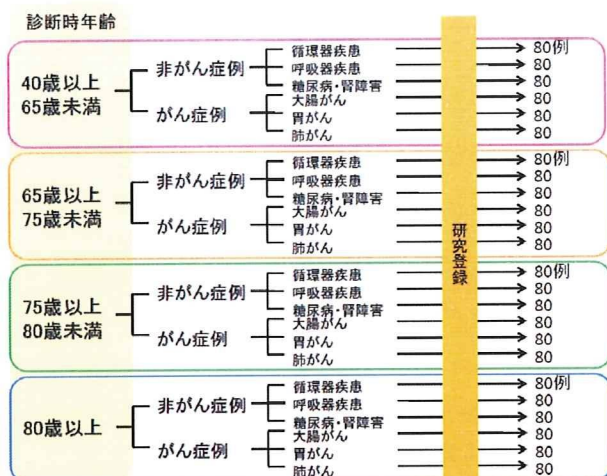 診断時年齢
40歳以上
65歳未満
非がん症例
循環器疾患 80例
呼吸器疾患 80
糖尿病・腎障害 80
がん症例
大腸がん 80
胃がん 80
肺がん 80
65歳以上
75歳未満
非がん症例
循環器疾患 80例
呼吸器疾患 80
糖尿病・腎障害 80
がん症例
大腸がん 80
胃がん 80
肺がん 80
研究登録
75歳以上
80歳未満
非がん症例
循環器疾患 80例
呼吸器疾患 80
糖尿病・腎障害 80
がん症例
大腸がん 80
胃がん 80
肺がん 80
80歳以上
非がん症例
循環器疾患 80例
呼吸器疾患 80
糖尿病・腎障害 80
がん症例
大腸がん 80
胃がん 80
肺がん 80